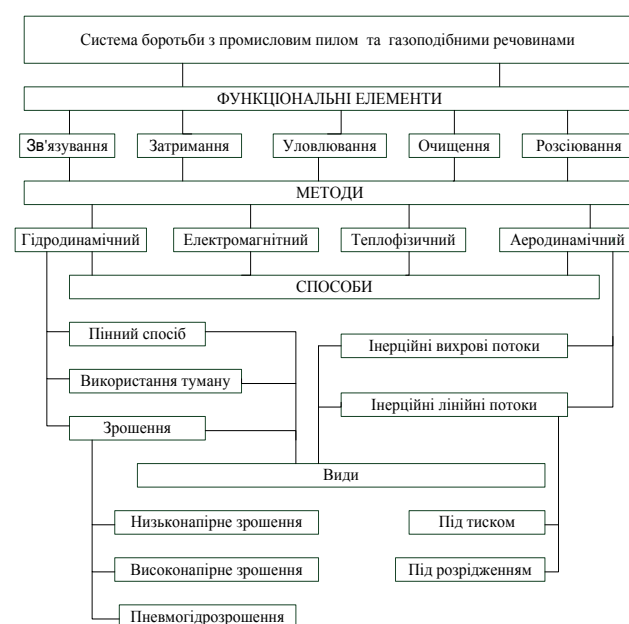 Система боротьби з промисловим пилом та газоподібними речовинами
ФУНКЦІОНАЛЬНІ ЕЛЕМЕНТИ
Зв'язування Затримання Уловлювання Очищення Розсіювання
МЕТОДИ
Гідродинамічний Електромагнітний Теплофізичний Аеродинамічний
СПОСОБИ
Пінний спосіб
Інерційні вихрові потоки
Використання туману
Інерційні лінійні потоки
Зрошення
Види
Низьконапірне зрошення Під тиском
Високонапірне зрошення Під розрідженням
Пневмогідрозрошення